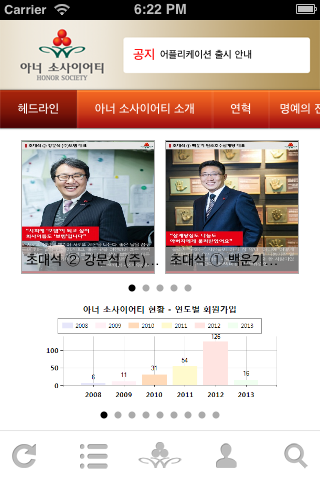 Carrier 6:22 PM
아너 소사이어티
HONOR SOCIETY
공지 어플리케이션 출시 안내
헤드라인 아너 소사이어티 소개 연혁 명예의 전
초대석 ② 강문석 (주)... 초대석 ① 백운기...
아너 소사이어티 현황 - 연도별 회원가입
2008 2009 2010 2011 2012 2013
126
100
54
50
31
16
6 11
0
2008 2009 2010 2011 2012 2013